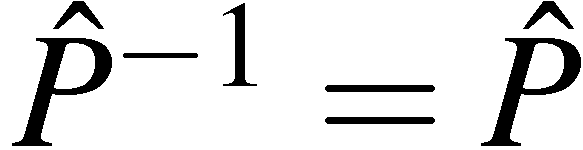 P̂⁻¹ = P̂